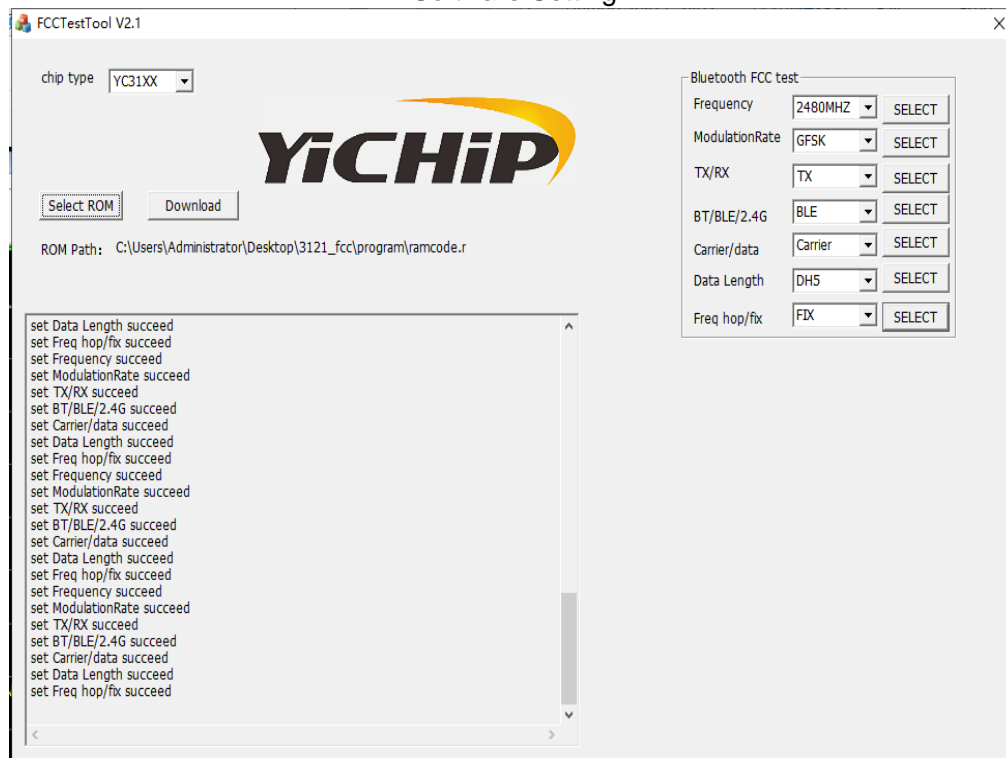 FCCTestTool V2.1
chip type YC31XX
YiCHiP
Select ROM Download
ROM Path: C:\Users\Administrator\Desktop\3121_fcc\program\ramcode.r
Bluetooth FCC test
Frequency 2480MHZ SELECT
ModulationRate GFSK SELECT
TX/RX TX SELECT
BT/BLE/2.4G BLE SELECT
Carrier/data Carrier SELECT
Data Length DH5 SELECT
Freq hop/fix FIX SELECT
set Data Length succeed
set Freq hop/fix succeed
set Frequency succeed
set ModulationRate succeed
set TX/RX succeed
set BT/BLE/2.4G succeed
set Carrier/data succeed
set Data Length succeed
set Freq hop/fix succeed
set Frequency succeed
set ModulationRate succeed
set TX/RX succeed
set BT/BLE/2.4G succeed
set Carrier/data succeed
set Data Length succeed
set Freq hop/fix succeed
set Frequency succeed
set ModulationRate succeed
set TX/RX succeed
set BT/BLE/2.4G succeed
set Carrier/data succeed
set Data Length succeed
set Freq hop/fix succeed